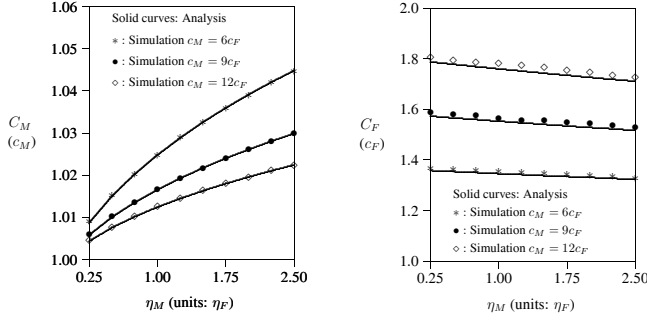 1.06
1.05
1.04
1.03
1.02
1.01
1.00
C_M
(c_M)
Solid curves: Analysis
* : Simulation c_M = 6c_F
● : Simulation c_M = 9c_F
◇ : Simulation c_M = 12c_F
0.25 1.00 1.75 2.50
η_M (units: η_F)
2.0
1.8
1.6
1.4
1.2
1.0
C_F
(c_F)
Solid curves: Analysis
* : Simulation c_M = 6c_F
● : Simulation c_M = 9c_F
◇ : Simulation c_M = 12c_F
0.25 1.00 1.75 2.50
η_M (units: η_F)